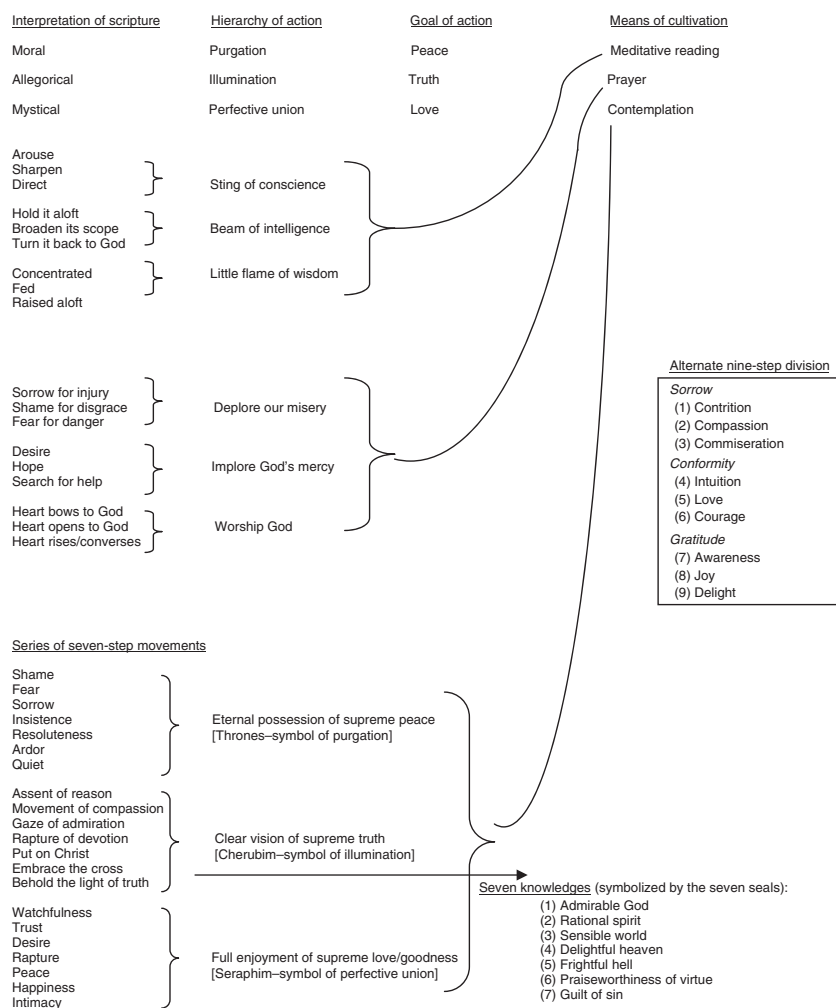 Interpretation of scripture Hierarchy of action Goal of action Means of cultivation
Moral Purgation Peace Meditative reading
Allegorical Illumination Truth Prayer
Mystical Perfective union Love Contemplation
Arouse
Sharpen
Direct
Sting of conscience
Hold it aloft
Broaden its scope
Turn it back to God
Beam of intelligence
Concentrated
Fed
Raised aloft
Little flame of wisdom
Sorrow for injury
Shame for disgrace
Fear for danger
Deplore our misery
Desire
Hope
Search for help
Implore God's mercy
Heart bows to God
Heart opens to God
Heart rises/converses
Worship God
Alternate nine-step division
Sorrow
(1) Contrition
(2) Compassion
(3) Commiseration
Conformity
(4) Intuition
(5) Love
(6) Courage
Gratitude
(7) Awareness
(8) Joy
(9) Delight
Series of seven-step movements
Shame
Fear
Sorrow
Insistence
Resoluteness
Ardor
Quiet
Eternal possession of supreme peace
[Thrones–symbol of purgation]
Assent of reason
Movement of compassion
Gaze of admiration
Rapture of devotion
Put on Christ
Embrace the cross
Behold the light of truth
Clear vision of supreme truth
[Cherubim–symbol of illumination]
Watchfulness
Trust
Desire
Rapture
Peace
Happiness
Intimacy
Full enjoyment of supreme love/goodness
[Seraphim–symbol of perfective union]
Seven knowledges (symbolized by the seven seals):
(1) Admirable God
(2) Rational spirit
(3) Sensible world
(4) Delightful heaven
(5) Frightful hell
(6) Praiseworthiness of virtue
(7) Guilt of sin